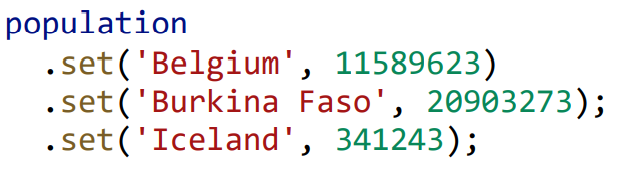 population
  .set('Belgium', 11589623)
  .set('Burkina Faso', 20903273);
  .set('Iceland', 341243);